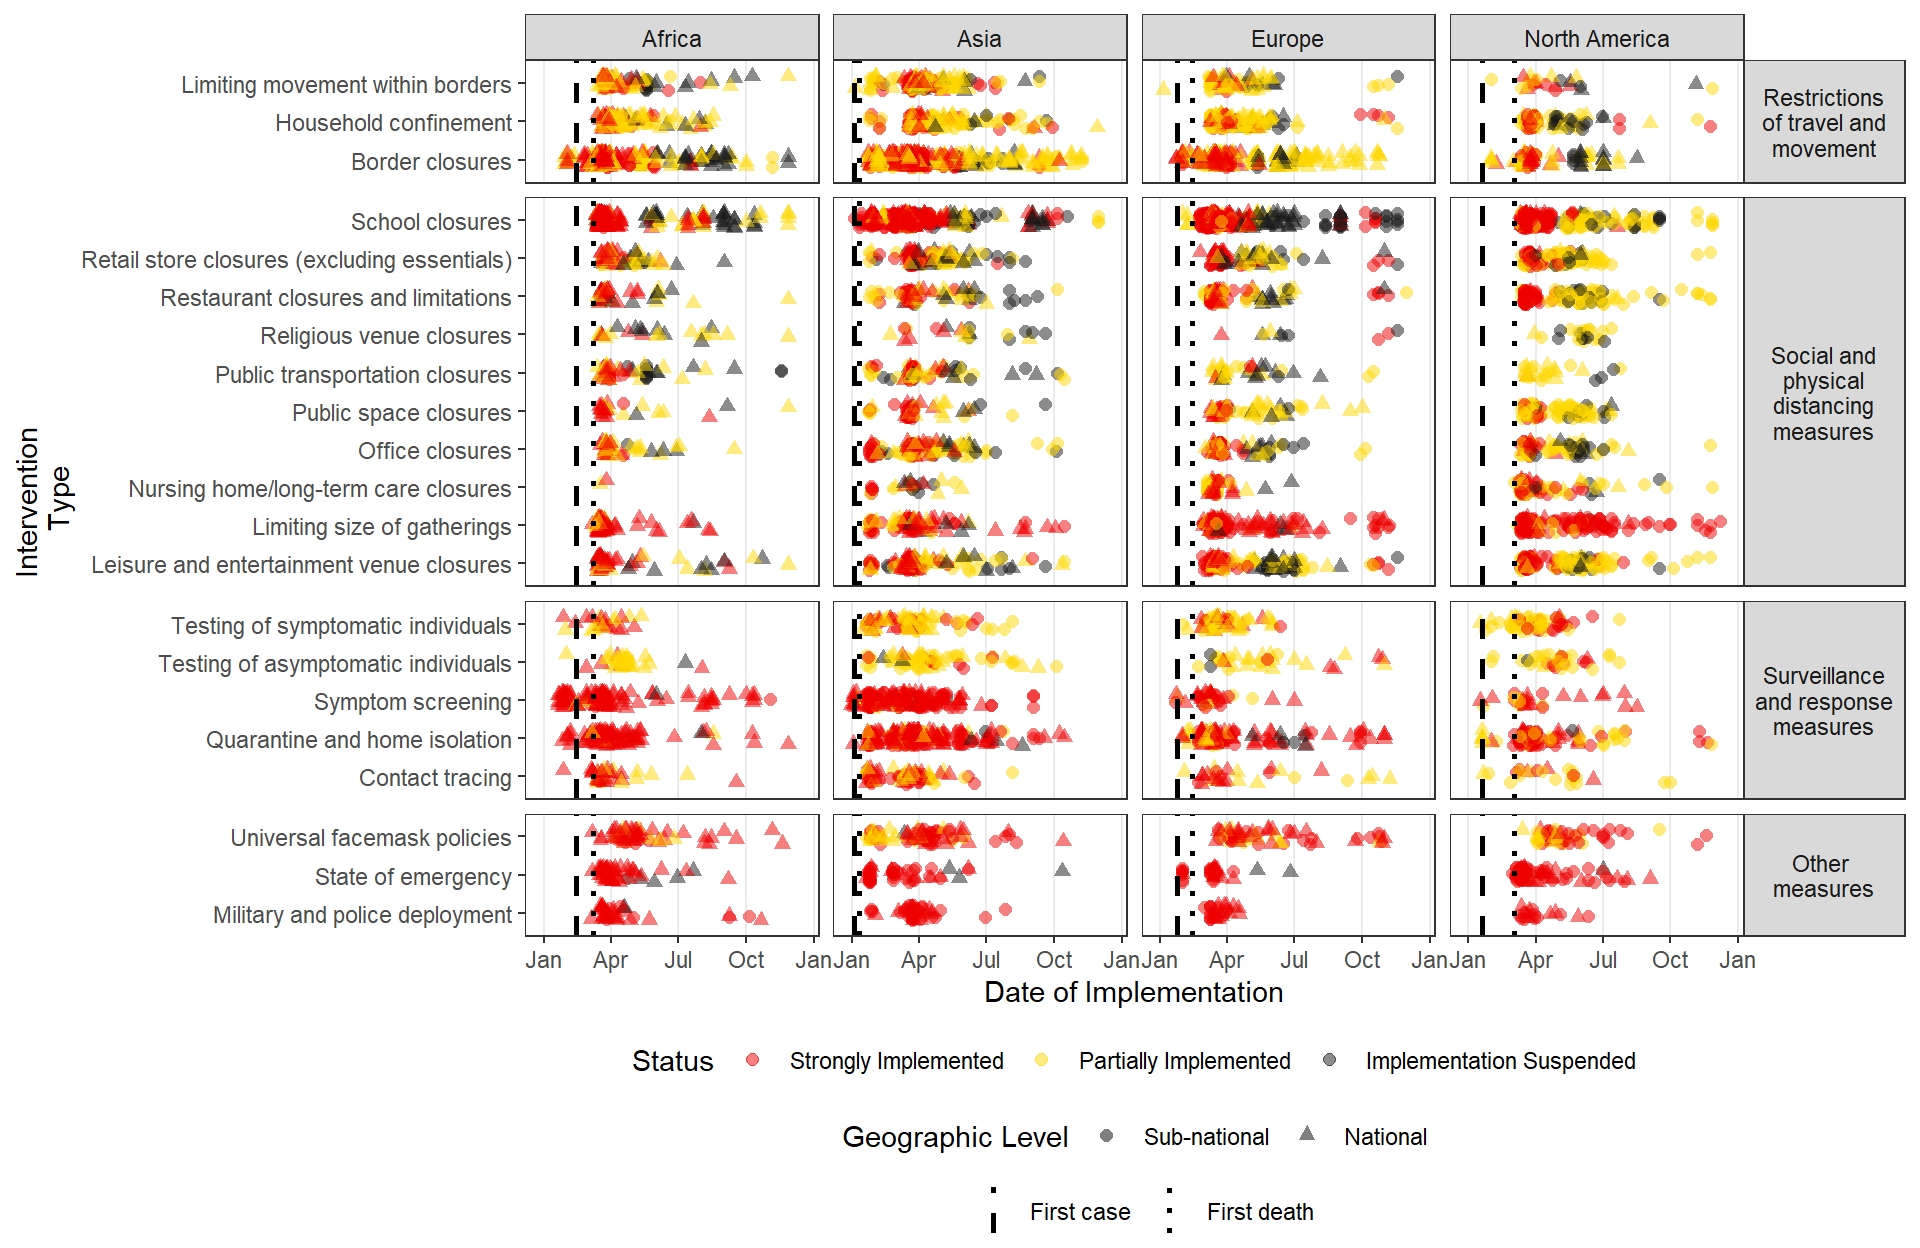 Africa
Asia
Europe
North America
Limiting movement within borders
Household confinement
Border closures
Restrictions
of travel and
movement
School closures
Retail store closures (excluding essentials)
Restaurant closures and limitations
Religious venue closures
Public transportation closures
Public space closures
Office closures
Nursing home/long-term care closures
Limiting size of gatherings
Leisure and entertainment venue closures
Social and
physical
distancing
measures
Testing of symptomatic individuals
Testing of asymptomatic individuals
Symptom screening
Quarantine and home isolation
Contact tracing
Surveillance
and response
measures
Universal facemask policies
State of emergency
Military and police deployment
Other
measures
Intervention
Type
Jan Apr Jul Oct Jan
Jan Apr Jul Oct Jan
Jan Apr Jul Oct Jan
Jan Apr Jul Oct Jan
Date of Implementation
Status Strongly Implemented Partially Implemented Implementation Suspended
Geographic Level Sub-national National
First case First death